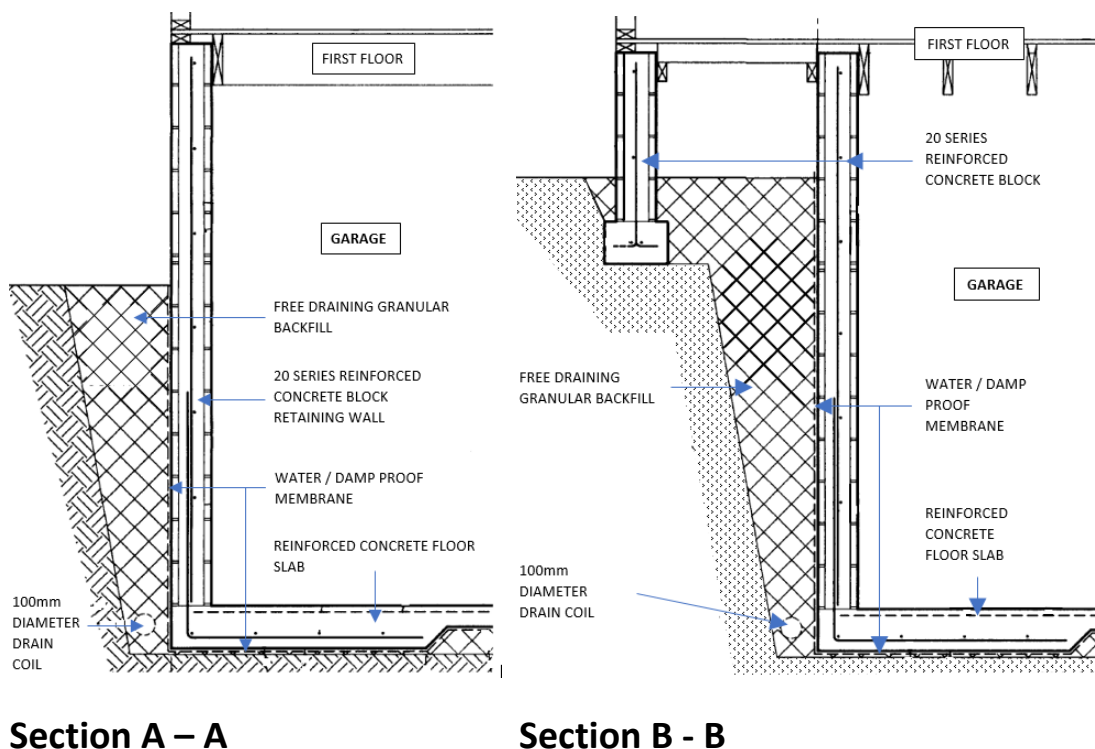 FIRST FLOOR
GARAGE
FREE DRAINING GRANULAR
BACKFILL
20 SERIES REINFORCED
CONCRETE BLOCK
RETAINING WALL
WATER / DAMP PROOF
MEMBRANE
REINFORCED CONCRETE FLOOR
SLAB
100mm
DIAMETER
DRAIN
COIL
Section A – A
FIRST FLOOR
20 SERIES
REINFORCED
CONCRETE BLOCK
GARAGE
FREE DRAINING
GRANULAR BACKFILL
WATER / DAMP
PROOF
MEMBRANE
REINFORCED
CONCRETE
FLOOR SLAB
100mm
DIAMETER
DRAIN COIL
Section B - B